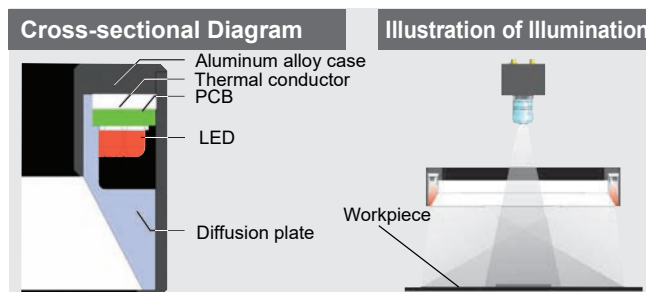 Cross-sectional Diagram
Illustration of Illumination
Aluminum alloy case
Thermal conductor
PCB
LED
Diffusion plate
Workpiece